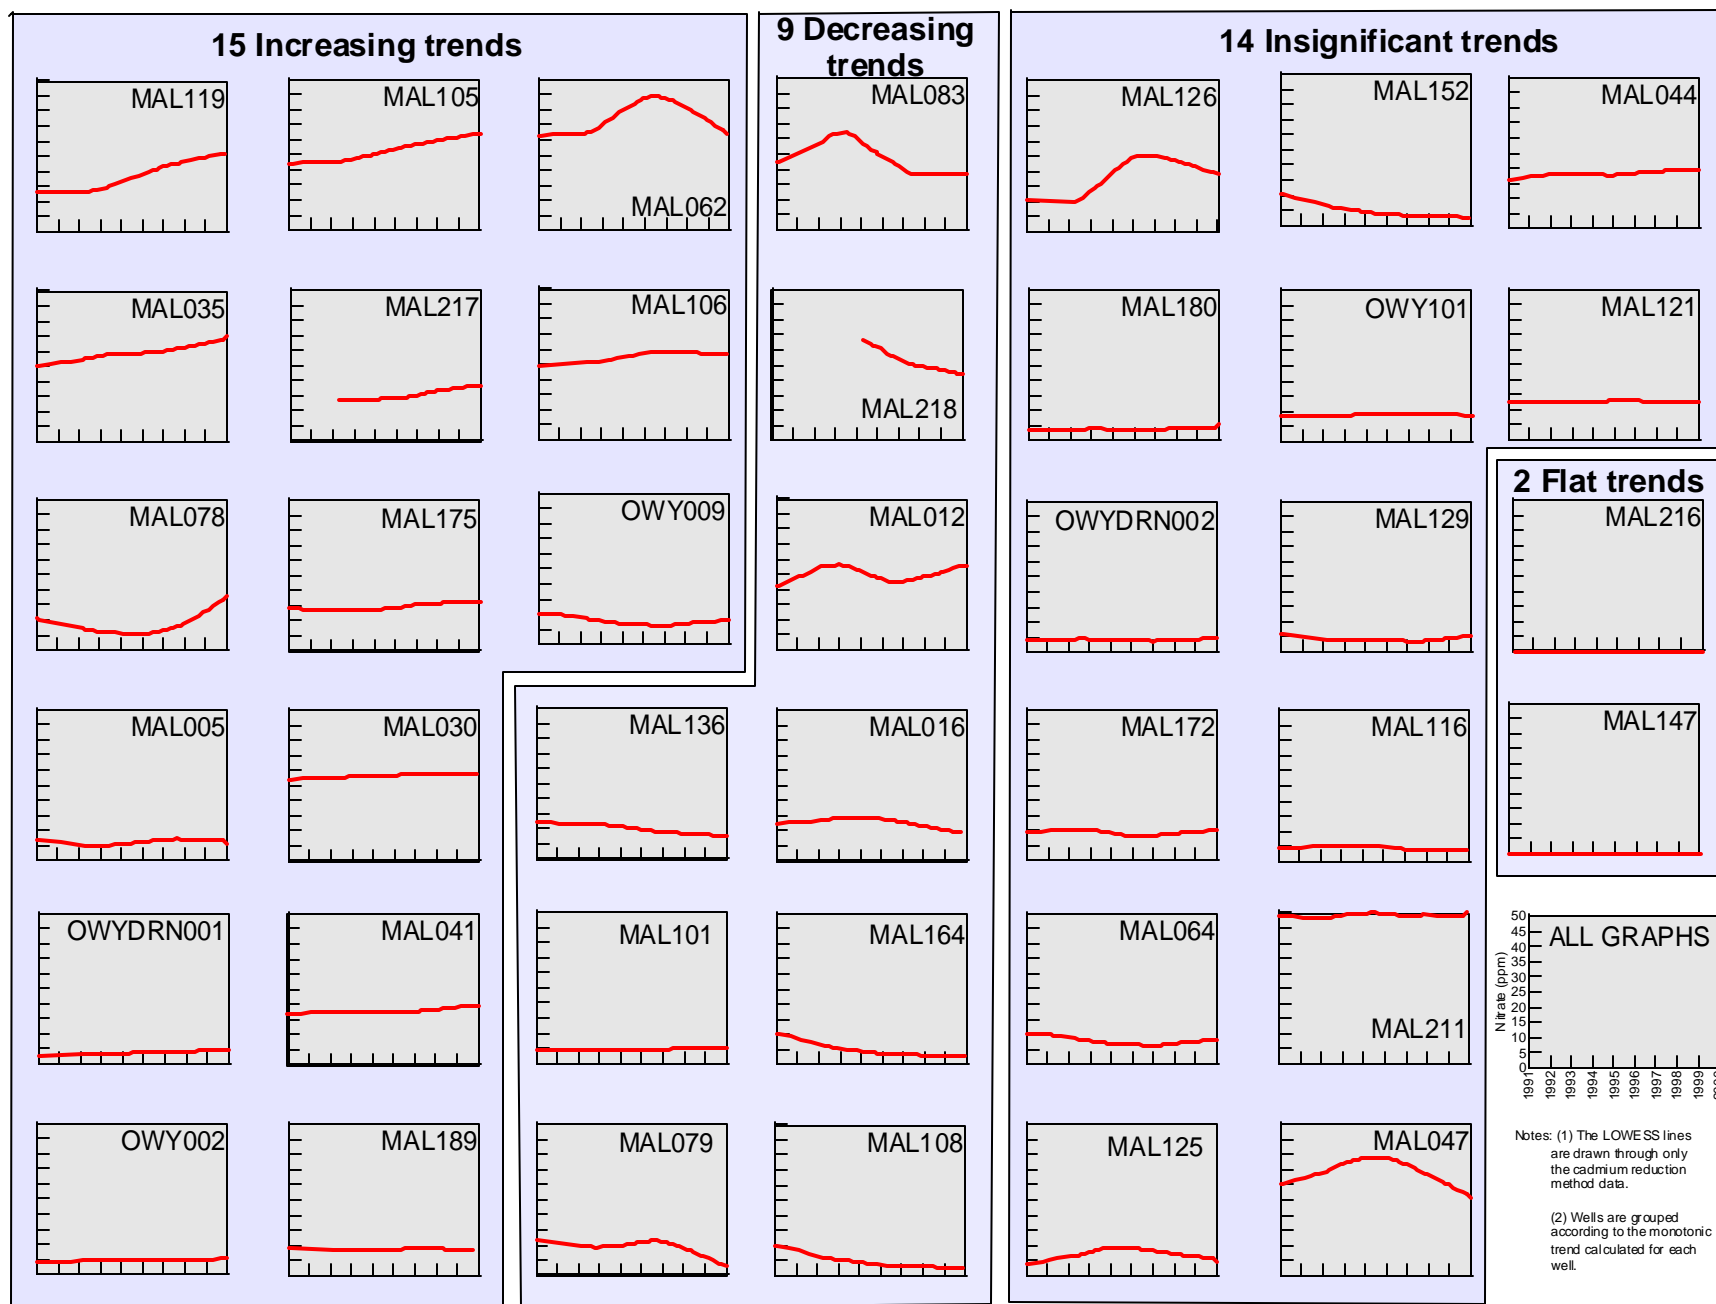 15 Increasing trends
MAL119
MAL105
MAL062
MAL035
MAL217
MAL106
MAL078
MAL175
OWY009
MAL005
MAL030
OWYDRN001
MAL041
OWY002
MAL189
9 Decreasing
trends
MAL083
MAL218
MAL012
MAL136
MAL016
MAL101
MAL164
MAL079
MAL108
14 Insignificant trends
MAL126
MAL152
MAL044
MAL180
OWY101
MAL121
OWYDRN002
MAL129
MAL172
MAL116
MAL064
MAL211
MAL125
MAL047
2 Flat trends
MAL216
MAL147
ALL GRAPHS
Nitrate (ppm)
50
45
40
35
30
25
20
15
10
5
0
1991
1992
1993
1994
1995
1996
1997
1998
1999
Notes: (1) The LOWESS lines
are drawn through only
the cadmium reduction
method data.
(2) Wells are grouped
according to the monotonic
trend calculated for each
well.